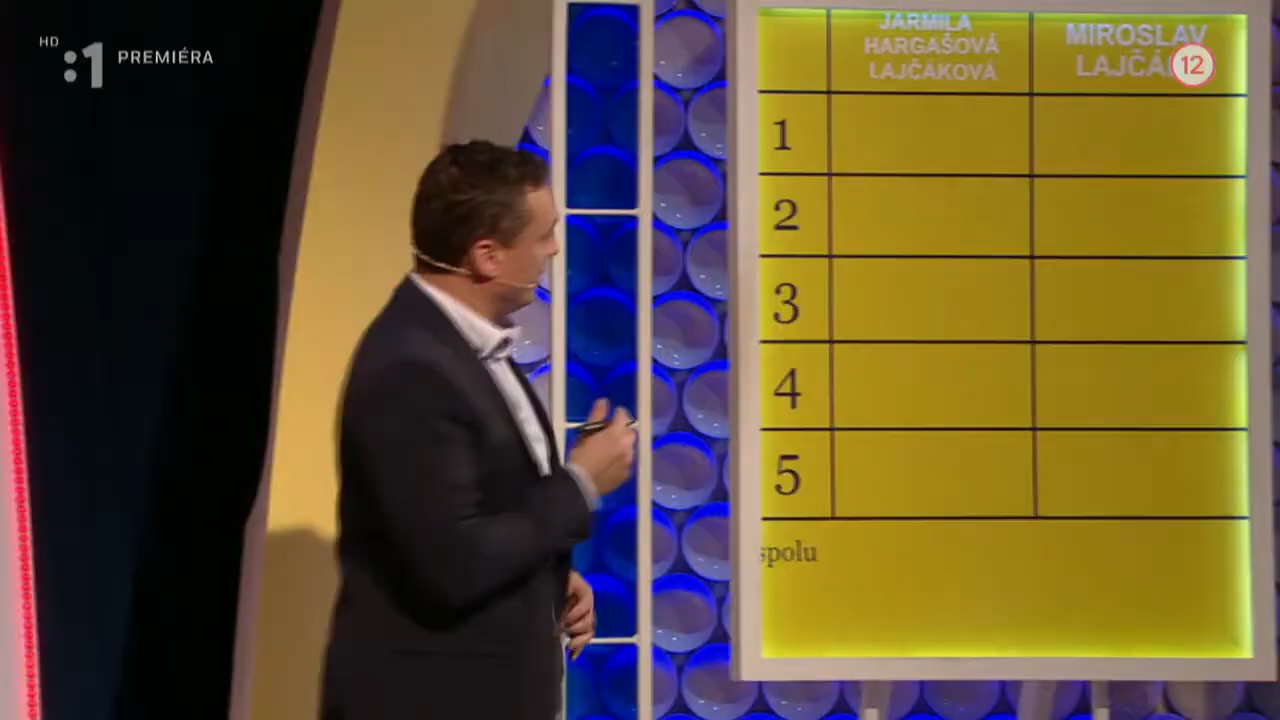 HD
:1 PREMIÉRA
JARMILA
HARGAŠOVÁ
LAJČÁKOVÁ
MIROSLAV
LAJČÁ
12
1
2
3
4
5
spolu